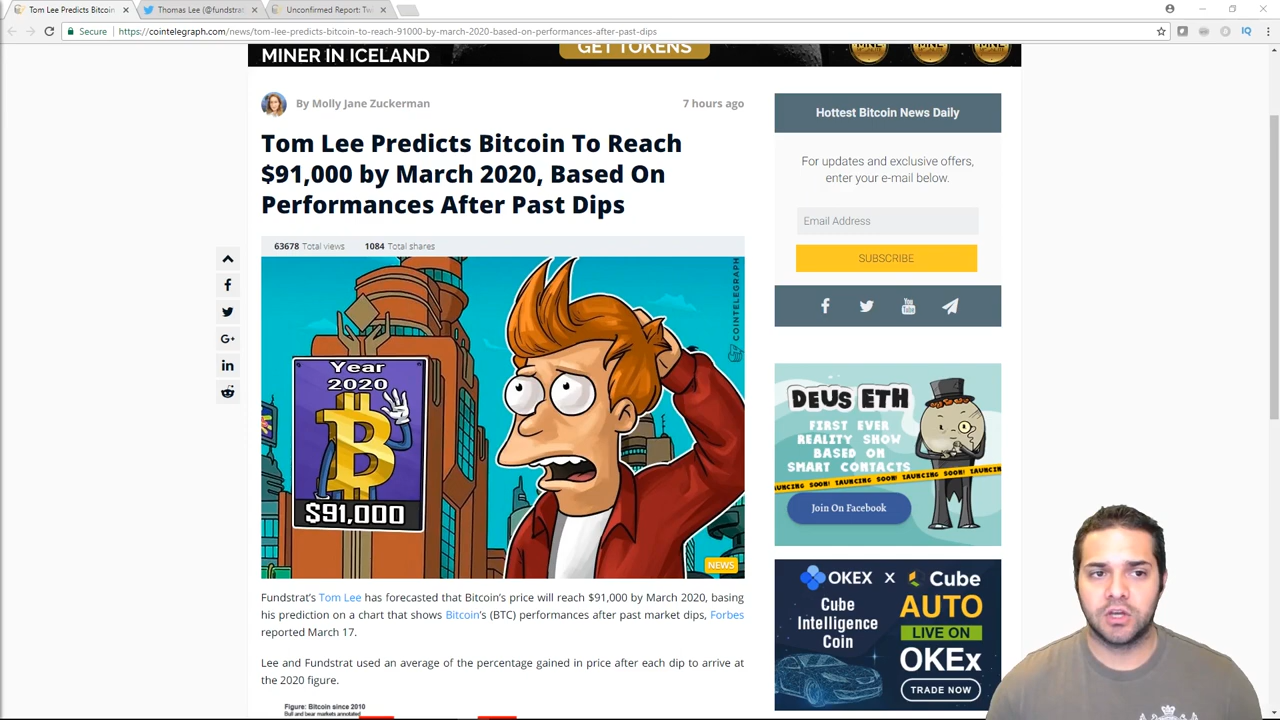 Tom Lee Predicts Bitcoin
Thomas Lee (@fundstrat
Unconfirmed Report: Tw
Secure
https://cointelegraph.com/news/tom-lee-predicts-bitcoin-to-reach-91000-by-march-2020-based-on-performances-after-past-dips
MINER IN ICELAND
GET TOKENS
By Molly Jane Zuckerman
7 hours ago
Tom Lee Predicts Bitcoin To Reach
$91,000 by March 2020, Based On
Performances After Past Dips
63678 Total views
1084 Total shares
COINTELEGRAPH
Year
2020
$91,000
NEWS
Fundstrat's Tom Lee has forecasted that Bitcoin's price will reach $91,000 by March 2020, basing
his prediction on a chart that shows Bitcoin's (BTC) performances after past market dips, Forbes
reported March 17.
Lee and Fundstrat used an average of the percentage gained in price after each dip to arrive at
the 2020 figure.
Figure: Bitcoin since 2010
Bull and bear markets annotated
Hottest Bitcoin News Daily
For updates and exclusive offers,
enter your e-mail below.
Email Address
SUBSCRIBE
You
Tube
DEUS ETH
FIRST EVER
REALITY SHOW
BASED ON
SMART CONTACTS
LAUNCING SOON! LAUNCING SOON! LAUNCING
Join On Facebook
OKEX X Cube
Cube
Intelligence
Coin
AUTO
LIVE ON
OKEx
TRADE NOW